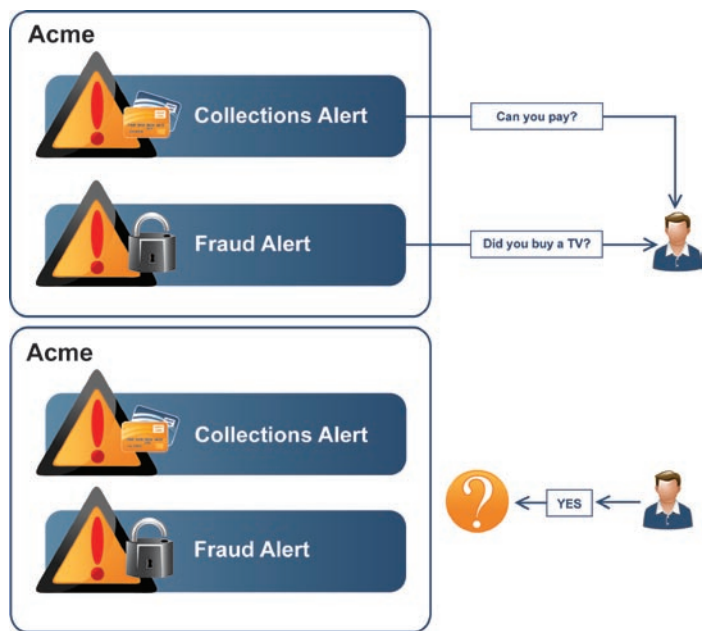 Acme
Collections Alert
Can you pay?
Fraud Alert
Did you buy a TV?
Acme
Collections Alert
YES
Fraud Alert